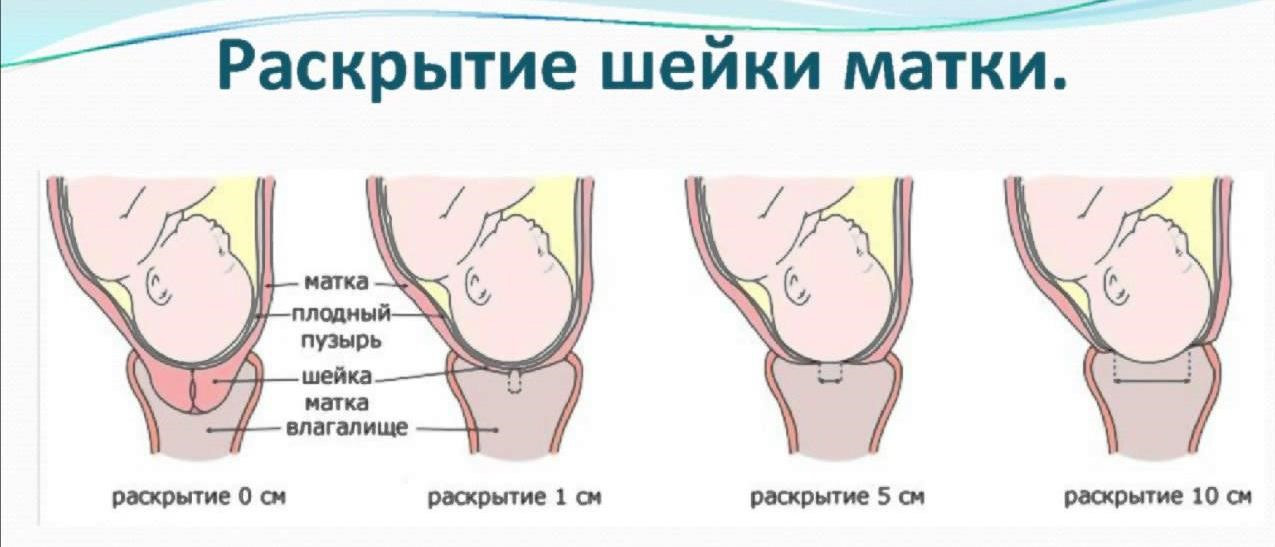 Раскрытие шейки матки.
матка
плодный
пузырь
шейка
матка
влагалище
раскрытие 0 см
раскрытие 1 см
раскрытие 5 см
раскрытие 10 см